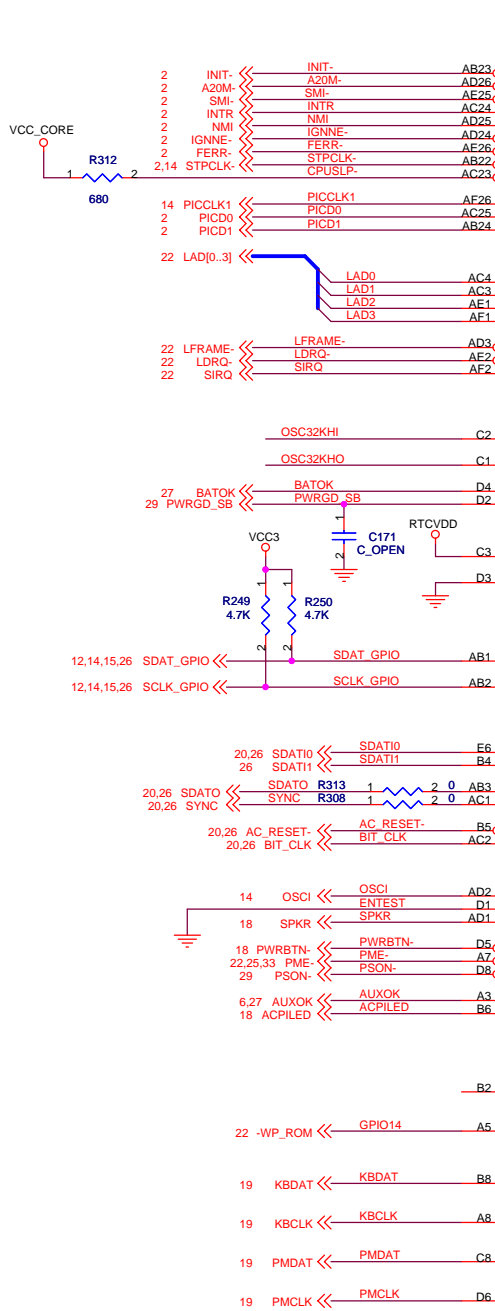 2 INIT- INIT- AB23
2 A20M- A20M- AD26
2 SMI- SMI- AE25
2 INTR INTR AC24
2 NMI NMI AD25
2 IGNNE- IGNNE- AD24
2 FERR- FERR- AE26
2,14 STPCLK- STPCLK- AB22
VCC_CORE
CPUSLP- AC23
R312
1 2
680
14 PICCLK1 PICCLK1 AF26
2 PICD0 PICD0 AC25
2 PICD1 PICD1 AB24
22 LAD[0..3]
LAD0 AC4
LAD1 AC3
LAD2 AE1
LAD3 AF1
22 LFRAME- LFRAME- AD3
22 LDRQ- LDRQ- AE2
22 SIRQ SIRQ AF2
OSC32KHI C2
OSC32KHO C1
27 BATOK BATOK D4
29 PWRGD_SB PWRGD_SB D2
1
RTCVDD
VCC3
C171
C_OPEN
2
C3
D3
1 1
R249 R250
4.7K 4.7K
2 2
12,14,15,26 SDAT_GPIO SDAT_GPIO AB1
12,14,15,26 SCLK_GPIO SCLK_GPIO AB2
20,26 SDATI0 SDATI0 E6
26 SDATI1 SDATI1 B4
20,26 SDATO SDATO R313 1 2 0 AB3
20,26 SYNC SYNC R308 1 2 0 AC1
20,26 AC_RESET- AC_RESET- B5
20,26 BIT_CLK BIT_CLK AC2
14 OSCI OSCI AD2
ENTEST D1
18 SPKR SPKR AD1
18 PWRBTN- PWRBTN- D5
22,25,33 PME- PME- A7
29 PSON- PSON- D8
6,27 AUXOK AUXOK A3
18 ACPILED ACPILED B6
B2
22 -WP_ROM GPIO14 A5
19 KBDAT KBDAT B8
19 KBCLK KBCLK A8
19 PMDAT PMDAT C8
19 PMCLK PMCLK D6